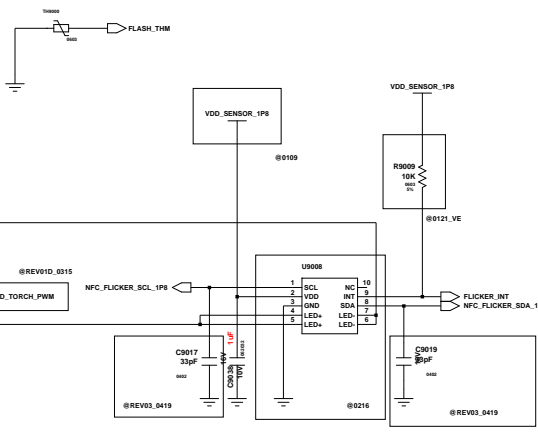 TH9000
FLASH_THM
0603
VDD_SENSOR_1P8
VDD_SENSOR_1P8
@0109
R9009
10K
0603
5%
@0121_VE
@REV01D_0315
D_TORCH_PWM
NFC_FLICKER_SCL_1P8
U9008
1 SCL NC 10
2 VDD INT 9
3 GND SDA 8
4 LED+ LED- 7
5 LED+ LED- 6
FLICKER_INT
NFC_FLICKER_SDA_1
C9017
33pF
16V
0402
1uF
C9038
10V
C9019
0402
@REV03_0419
@0216
@REV03_0419